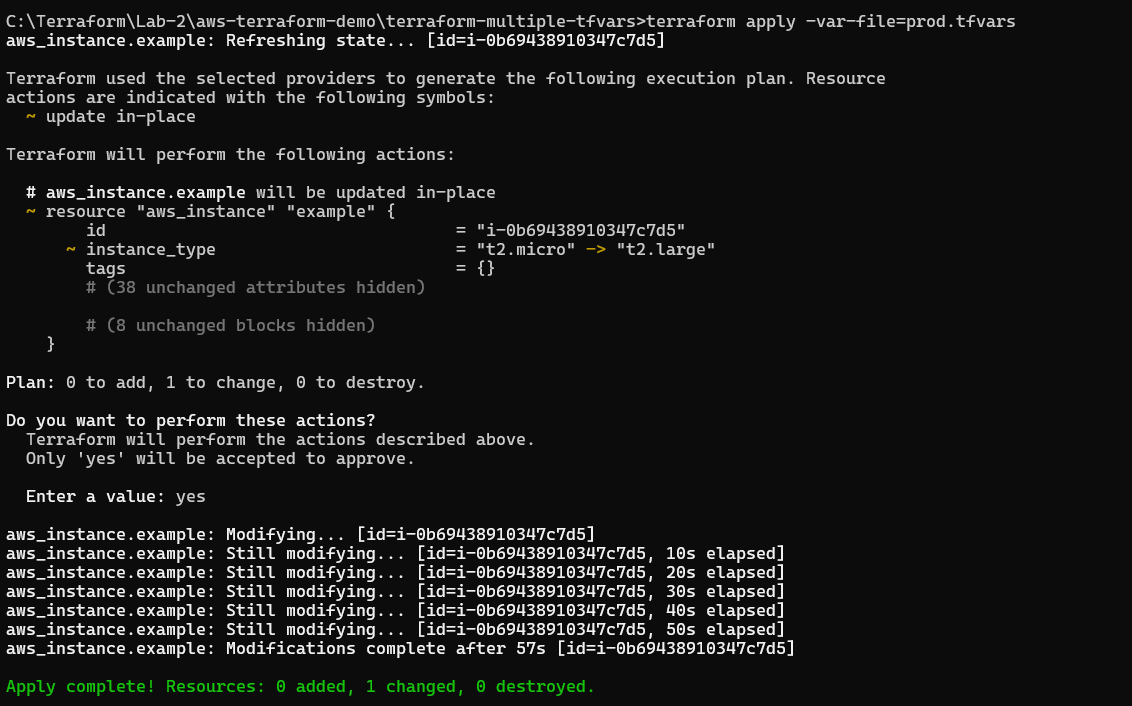 C:\Terraform\Lab-2\aws-terraform-demo\terraform-multiple-tfvars>terraform apply -var-file=prod.tfvars
aws_instance.example: Refreshing state... [id=i-0b69438910347c7d5]
Terraform used the selected providers to generate the following execution plan. Resource
actions are indicated with the following symbols:
  ~ update in-place
Terraform will perform the following actions:
  # aws_instance.example will be updated in-place
  ~ resource "aws_instance" "example" {
        id                                   = "i-0b69438910347c7d5"
      ~ instance_type                        = "t2.micro" -> "t2.large"
        tags                                 = {}
        # (38 unchanged attributes hidden)
        # (8 unchanged blocks hidden)
    }
Plan: 0 to add, 1 to change, 0 to destroy.
Do you want to perform these actions?
  Terraform will perform the actions described above.
  Only 'yes' will be accepted to approve.
  Enter a value: yes
aws_instance.example: Modifying... [id=i-0b69438910347c7d5]
aws_instance.example: Still modifying... [id=i-0b69438910347c7d5, 10s elapsed]
aws_instance.example: Still modifying... [id=i-0b69438910347c7d5, 20s elapsed]
aws_instance.example: Still modifying... [id=i-0b69438910347c7d5, 30s elapsed]
aws_instance.example: Still modifying... [id=i-0b69438910347c7d5, 40s elapsed]
aws_instance.example: Still modifying... [id=i-0b69438910347c7d5, 50s elapsed]
aws_instance.example: Modifications complete after 57s [id=i-0b69438910347c7d5]
Apply complete! Resources: 0 added, 1 changed, 0 destroyed.